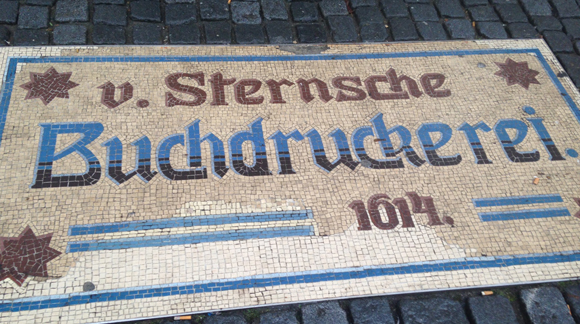 v. Sternsche
Buchdruckerei.
1614.